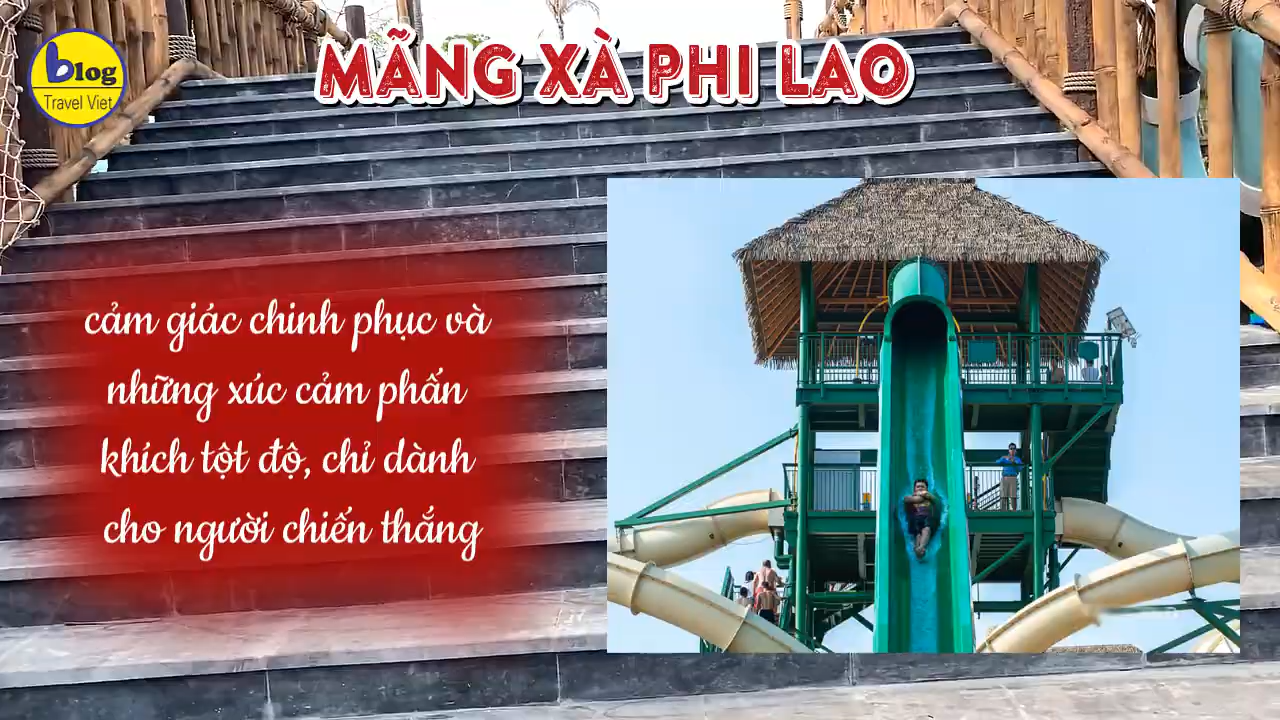 blog
Travel Viet
MÃNG XÀ PHI LAO
cảm giác chinh phục và
những xúc cảm phấn
khích tột độ, chỉ dành
cho người chiến thắng